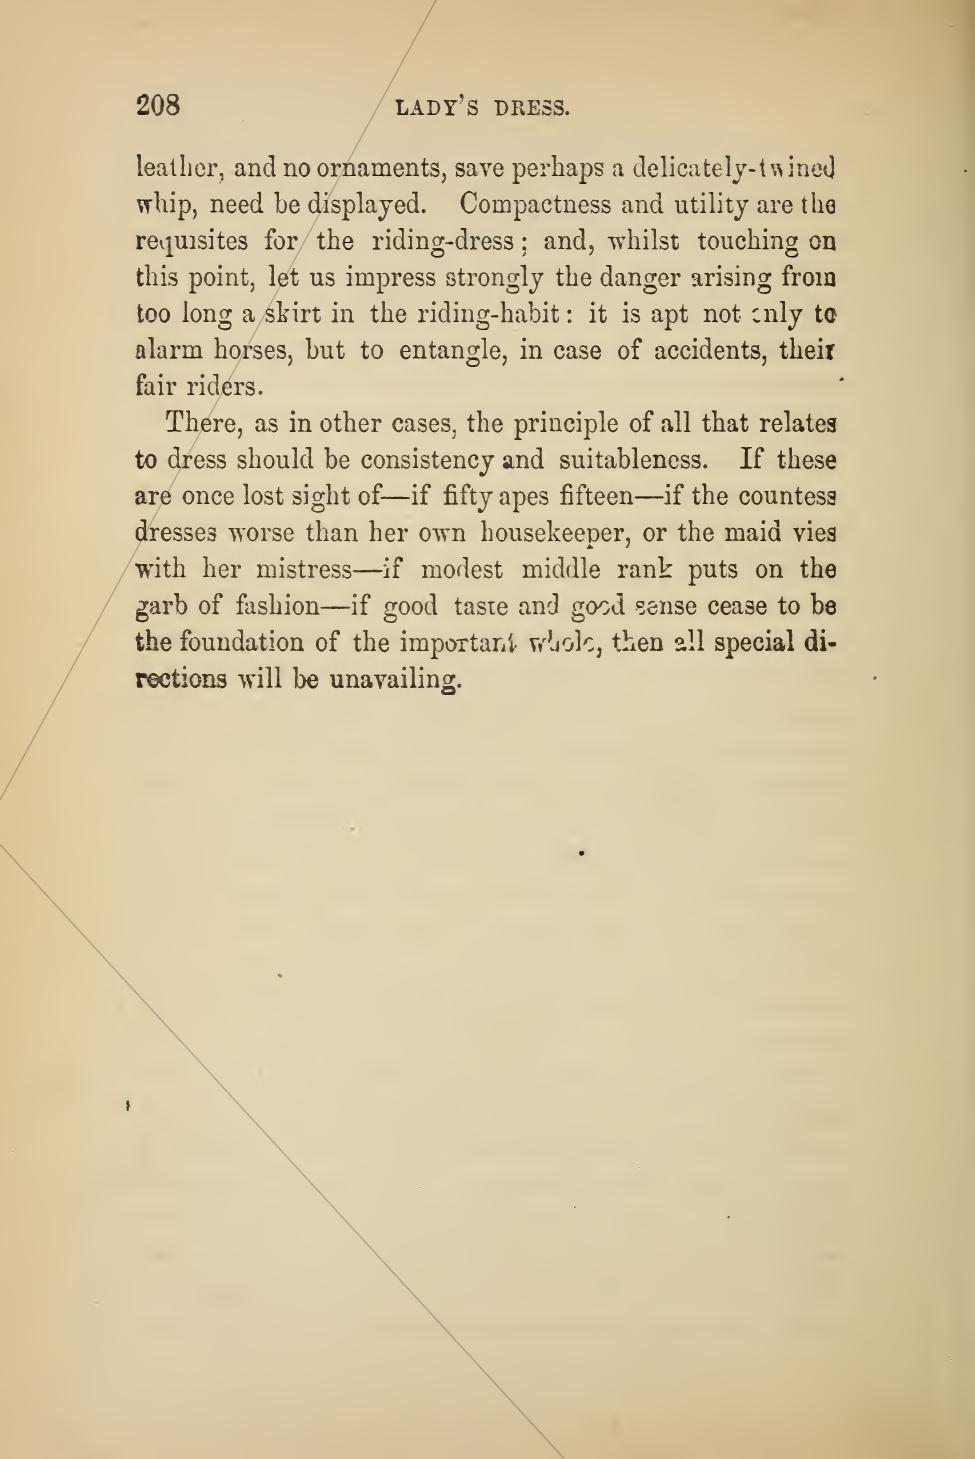 208 LADY'S DRESS.
leather, and no ornaments, save perhaps a delicately-twined
whip, need be displayed. Compactness and utility are the
requisites for the riding-dress; and, whilst touching on
this point, let us impress strongly the danger arising from
too long a skirt in the riding-habit: it is apt not only to
alarm horses, but to entangle, in case of accidents, their
fair riders.
There, as in other cases, the principle of all that relates
to dress should be consistency and suitableness. If these
are once lost sight of—if fifty apes fifteen—if the countess
dresses worse than her own housekeeper, or the maid vies
with her mistress—if modest middle rank puts on the
garb of fashion—if good taste and good sense cease to be
the foundation of the important whole, then all special di-
rections will be unavailing.